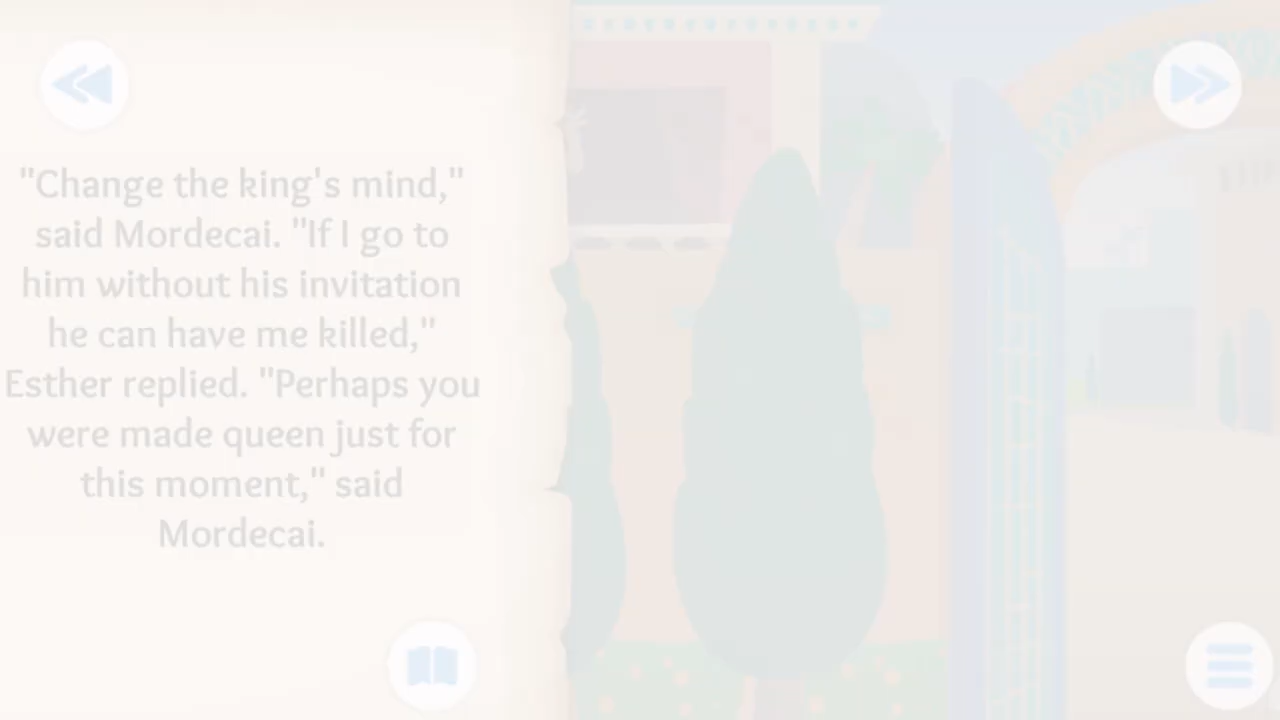 "Change the king's mind,"
said Mordecai. "If I go to
him without his invitation
he can have me killed,"
Esther replied. "Perhaps you
were made queen just for
this moment," said
Mordecai.